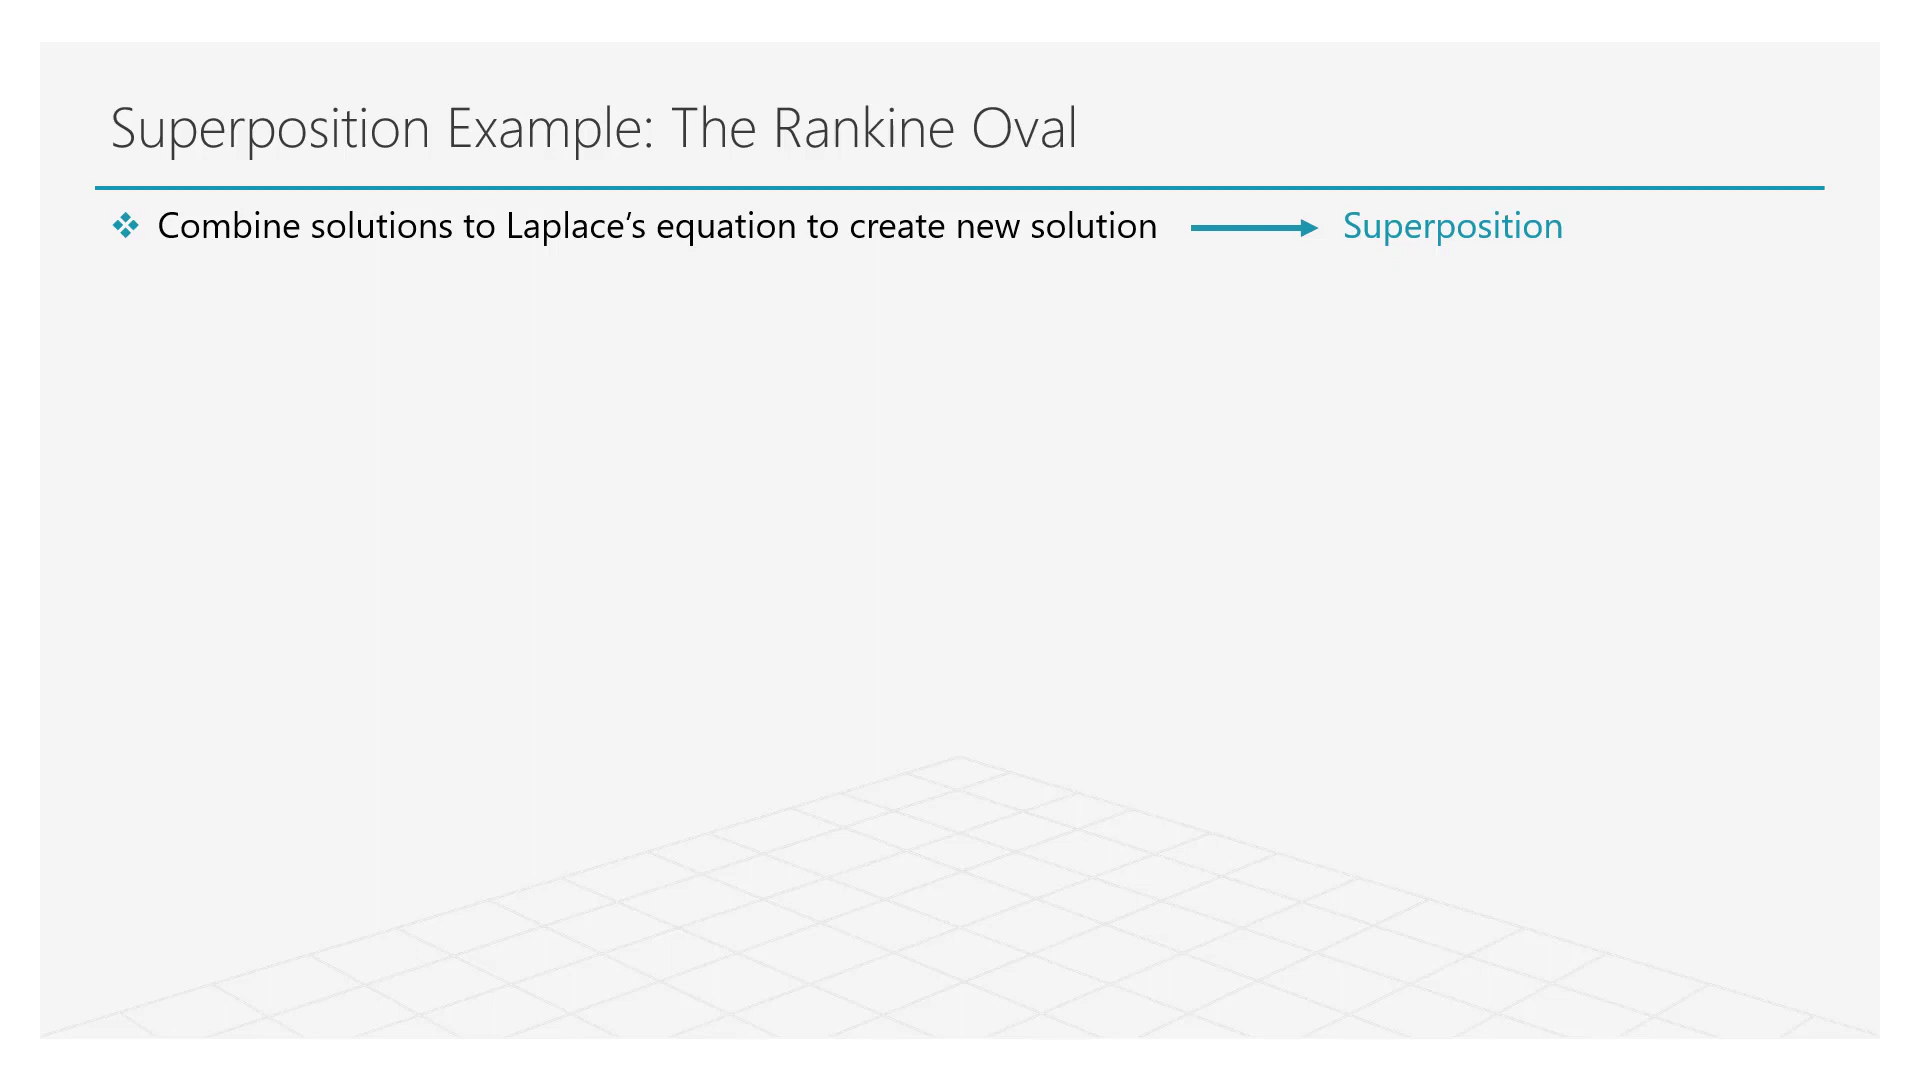 Superposition Example: The Rankine Oval
❖ Combine solutions to Laplace’s equation to create new solution → Superposition